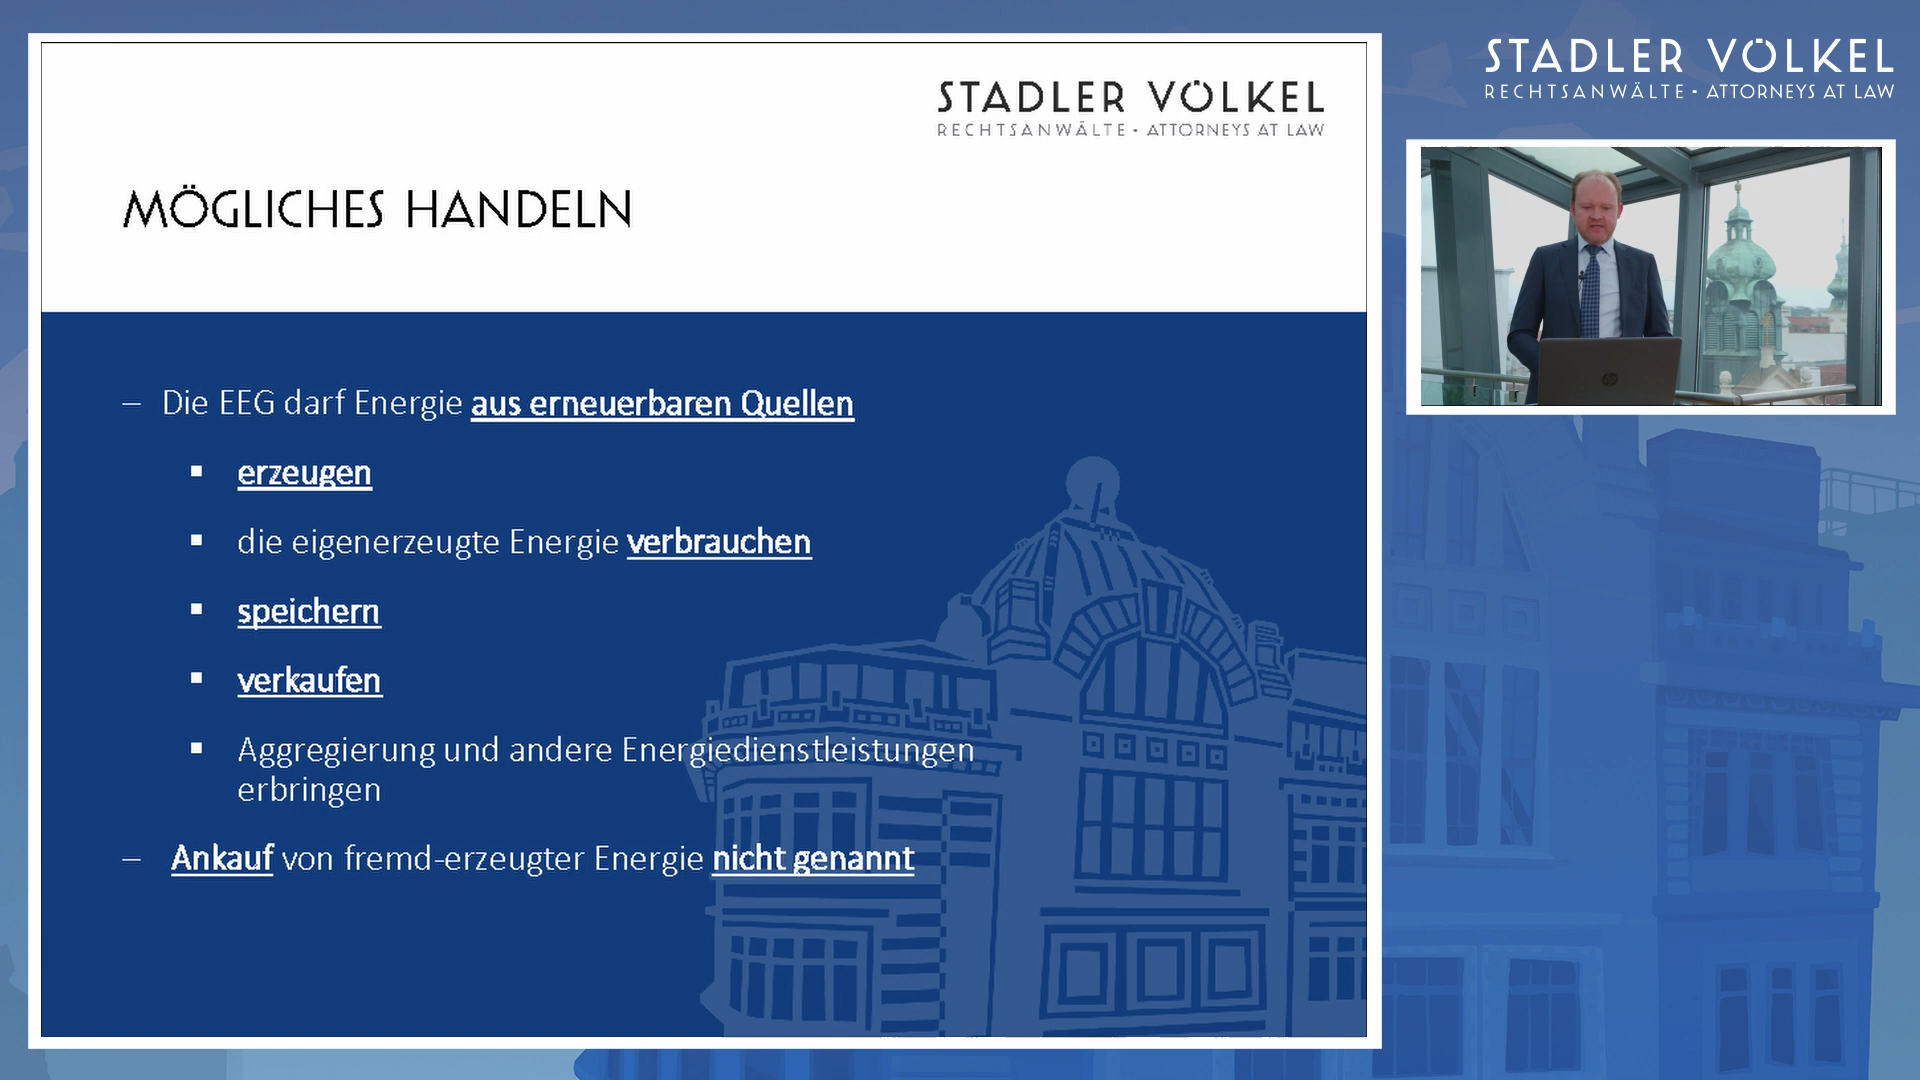 STADLER VÖLKEL
RECHTSANWÄLTE • ATTORNEYS AT LAW
MÖGLICHES HANDELN
– Die EEG darf Energie aus erneuerbaren Quellen
▪ erzeugen
▪ die eigenerzeugte Energie verbrauchen
▪ speichern
▪ verkaufen
▪ Aggregierung und andere Energiedienstleistungen
erbringen
– Ankauf von fremd-erzeugter Energie nicht genannt
STADLER VÖLKEL
RECHTSANWÄLTE • ATTORNEYS AT LAW
hp